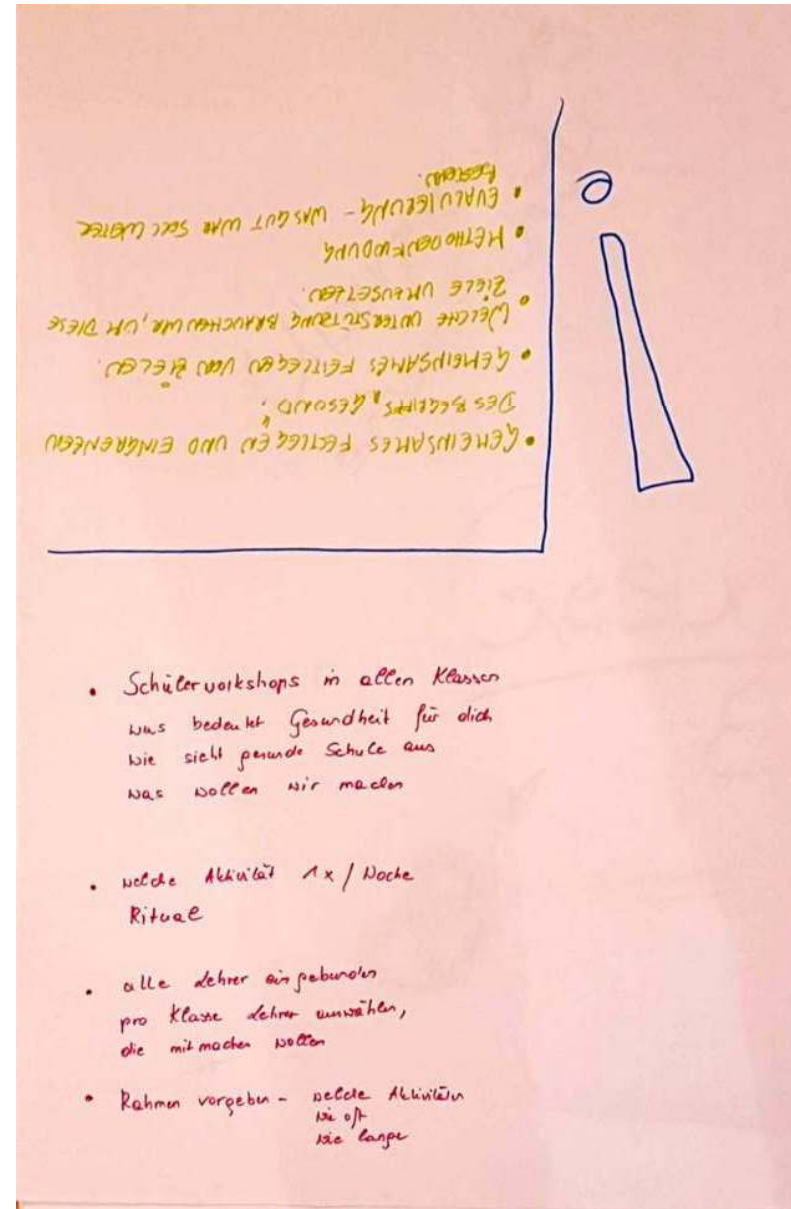 • GEMEINSAMES FESTLEGEN UND EINGRENZEN
DES BEGRIFFS „GESUND“.
• GEMEINSAMES FESTLEGEN VON ZIELEN.
• WELCHE UNTERSTÜTZUNG BRAUCHEN WIR, UM DIESE
ZIELE UMZUSETZEN.
• METHODENFINDUNG
• EVALUIERUNG - WAS GUT WAR SOLL WEITER
BESTEHEN.
• Schülerworkshops in allen Klassen
was bedeutet Gesundheit für dich
wie sieht gesunde Schule aus
was wollen wir machen
• welche Aktivität 1x / Woche
Ritual
• alle Lehrer eingebunden
pro Klasse Lehrer auswählen,
die mitmachen wollen
• Rahmen vorgeben - welche Aktivitäten
wie oft
wie lange